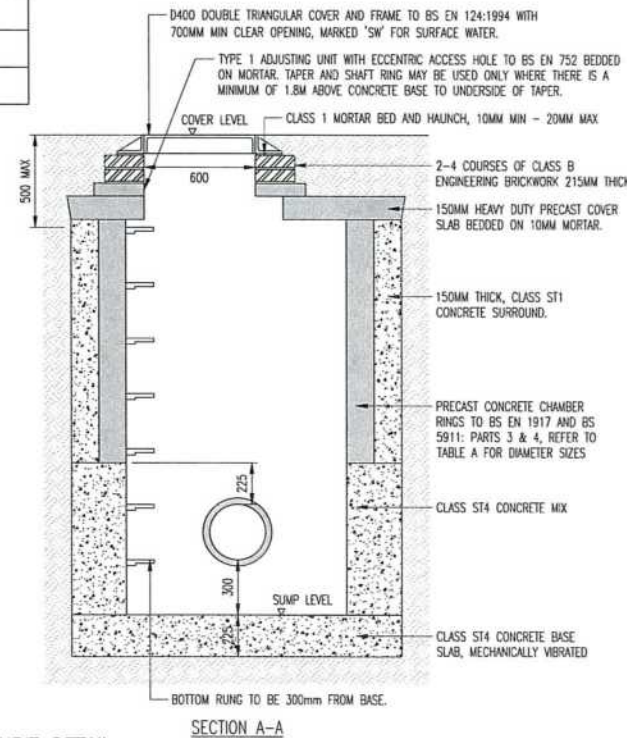 D400 DOUBLE TRIANGULAR COVER AND FRAME TO BS EN 124:1994 WITH
700MM MIN CLEAR OPENING, MARKED 'SW' FOR SURFACE WATER.
TYPE 1 ADJUSTING UNIT WITH ECCENTRIC ACCESS HOLE TO BS EN 752 BEDDED
ON MORTAR. TAPER AND SHAFT RING MAY BE USED ONLY WHERE THERE IS A
MINIMUM OF 1.8M ABOVE CONCRETE BASE TO UNDERSIDE OF TAPER.
COVER LEVEL
CLASS 1 MORTAR BED AND HAUNCH, 10MM MIN - 20MM MAX
500 MAX
600
2-4 COURSES OF CLASS B
ENGINEERING BRICKWORK 215MM THICK
150MM HEAVY DUTY PRECAST COVER
SLAB BEDDED ON 10MM MORTAR.
150MM THICK, CLASS ST1
CONCRETE SURROUND.
PRECAST CONCRETE CHAMBER
RINGS TO BS EN 1917 AND BS
5911: PARTS 3 & 4, REFER TO
TABLE A FOR DIAMETER SIZES
225
CLASS ST4 CONCRETE MIX
300
SUMP LEVEL
225
CLASS ST4 CONCRETE BASE
SLAB, MECHANICALLY VIBRATED
BOTTOM RUNG TO BE 300mm FROM BASE.
SECTION A-A